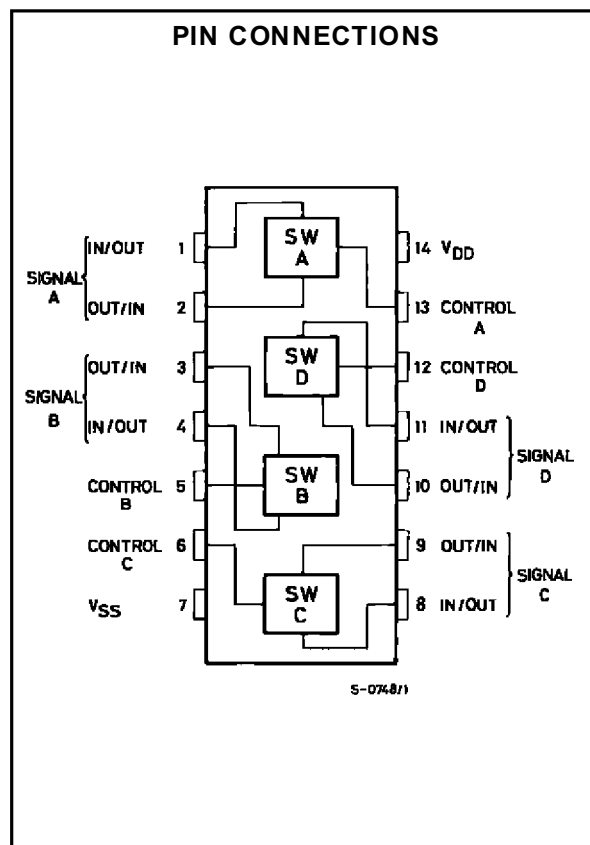 PIN CONNECTIONS
IN/OUT 1
SIGNAL
A
OUT/IN 2
OUT/IN 3
SIGNAL
B
IN/OUT 4
CONTROL
B
5
CONTROL
C
6
VSS 7
SW
A
SW
D
SW
B
SW
C
14 VDD
13 CONTROL
A
12 CONTROL
D
11 IN/OUT
SIGNAL
D
10 OUT/IN
9 OUT/IN
SIGNAL
C
8 IN/OUT
S-0748/1